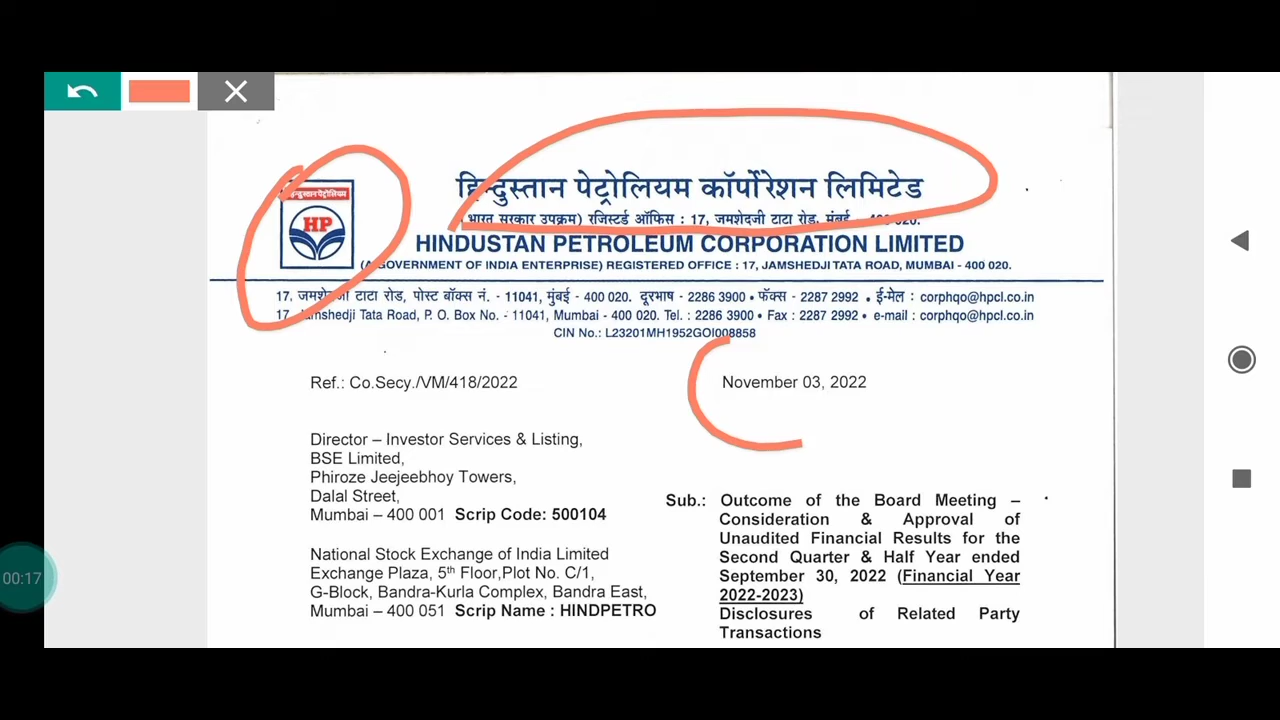 हिन्दुस्तान पेट्रोलियम
HP
हिन्दुस्तान पेट्रोलियम कॉर्पोरेशन लिमिटेड
(भारत सरकार उपक्रम) रजिस्टर्ड ऑफिस : 17, जमशेदजी टाटा रोड, मुंबई - 400 020.
HINDUSTAN PETROLEUM CORPORATION LIMITED
(A GOVERNMENT OF INDIA ENTERPRISE) REGISTERED OFFICE : 17, JAMSHEDJI TATA ROAD, MUMBAI - 400 020.
17, जमशेदजी टाटा रोड, पोस्ट बॉक्स नं. - 11041, मुंबई - 400 020. दूरभाष - 2286 3900 • फॅक्स - 2287 2992 • ई-मेल : corphqo@hpcl.co.in
17, Jamshedji Tata Road, P. O. Box No. - 11041, Mumbai - 400 020. Tel. : 2286 3900 • Fax : 2287 2992 • e-mail : corphqo@hpcl.co.in
CIN No.: L23201MH1952GOI008858
Ref.: Co.Secy./VM/418/2022
November 03, 2022
Director – Investor Services & Listing,
BSE Limited,
Phiroze Jeejeebhoy Towers,
Dalal Street,
Mumbai – 400 001 Scrip Code: 500104
National Stock Exchange of India Limited
Exchange Plaza, 5th Floor,Plot No. C/1,
G-Block, Bandra-Kurla Complex, Bandra East,
Mumbai – 400 051 Scrip Name : HINDPETRO
Sub.: Outcome of the Board Meeting –
Consideration & Approval of
Unaudited Financial Results for the
Second Quarter & Half Year ended
September 30, 2022 (Financial Year
2022-2023)
Disclosures of Related Party
Transactions
00:17